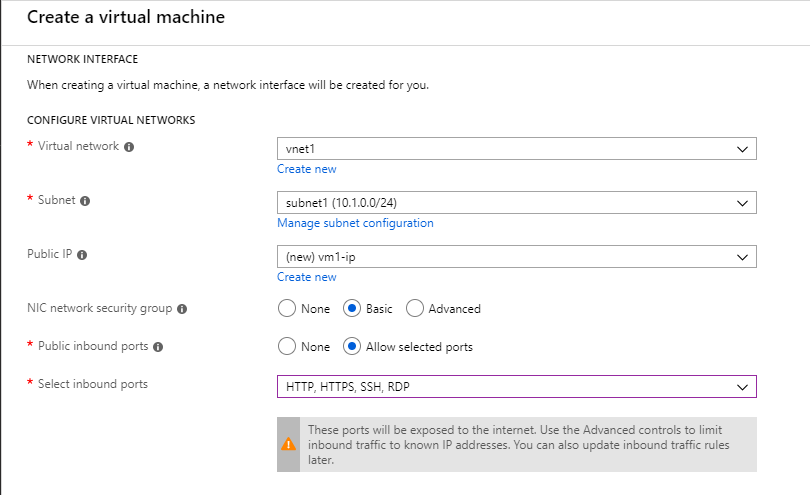 Create a virtual machine
NETWORK INTERFACE
When creating a virtual machine, a network interface will be created for you.
CONFIGURE VIRTUAL NETWORKS
* Virtual network
vnet1
Create new
* Subnet
subnet1 (10.1.0.0/24)
Manage subnet configuration
Public IP
(new) vm1-ip
Create new
NIC network security group
None Basic Advanced
* Public inbound ports
None Allow selected ports
* Select inbound ports
HTTP, HTTPS, SSH, RDP
These ports will be exposed to the internet. Use the Advanced controls to limit
inbound traffic to known IP addresses. You can also update inbound traffic rules
later.